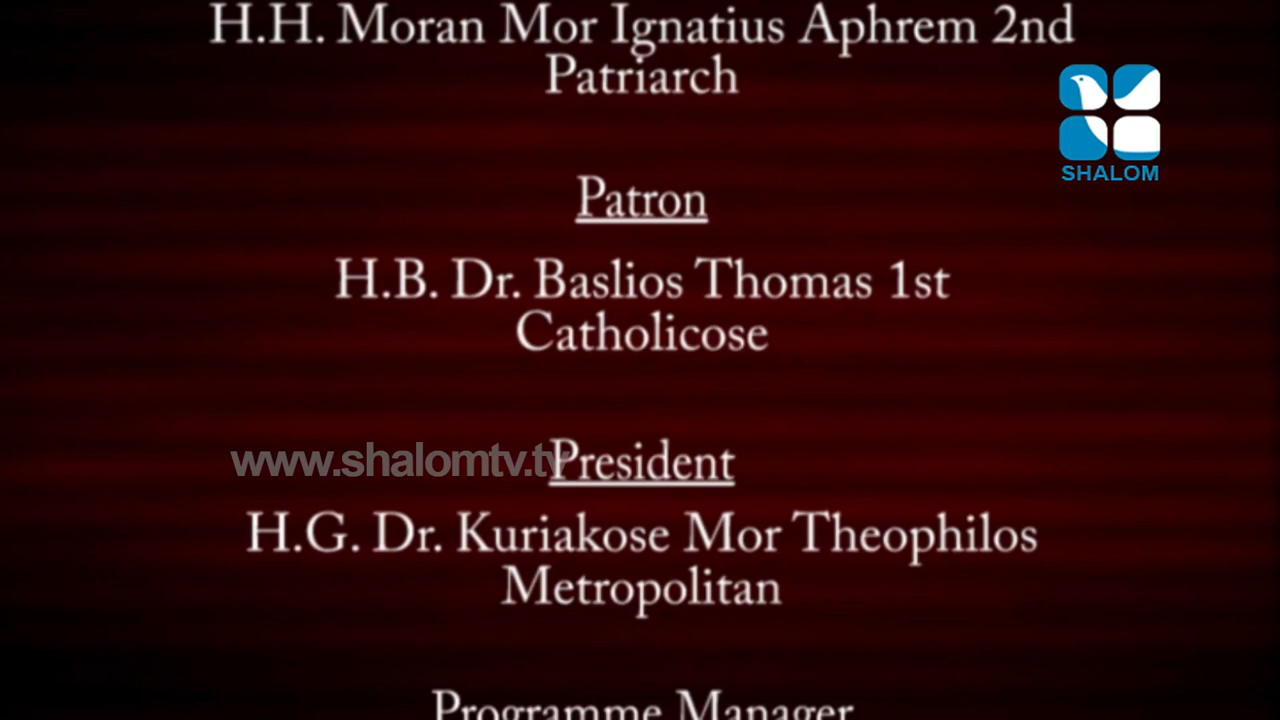 H.H. Moran Mor Ignatius Aphrem 2nd
Patriarch
SHALOM
Patron
H.B. Dr. Baslios Thomas 1st
Catholicose
www.shalomtv.tv
President
H.G. Dr. Kuriakose Mor Theophilos
Metropolitan
Programme Manager